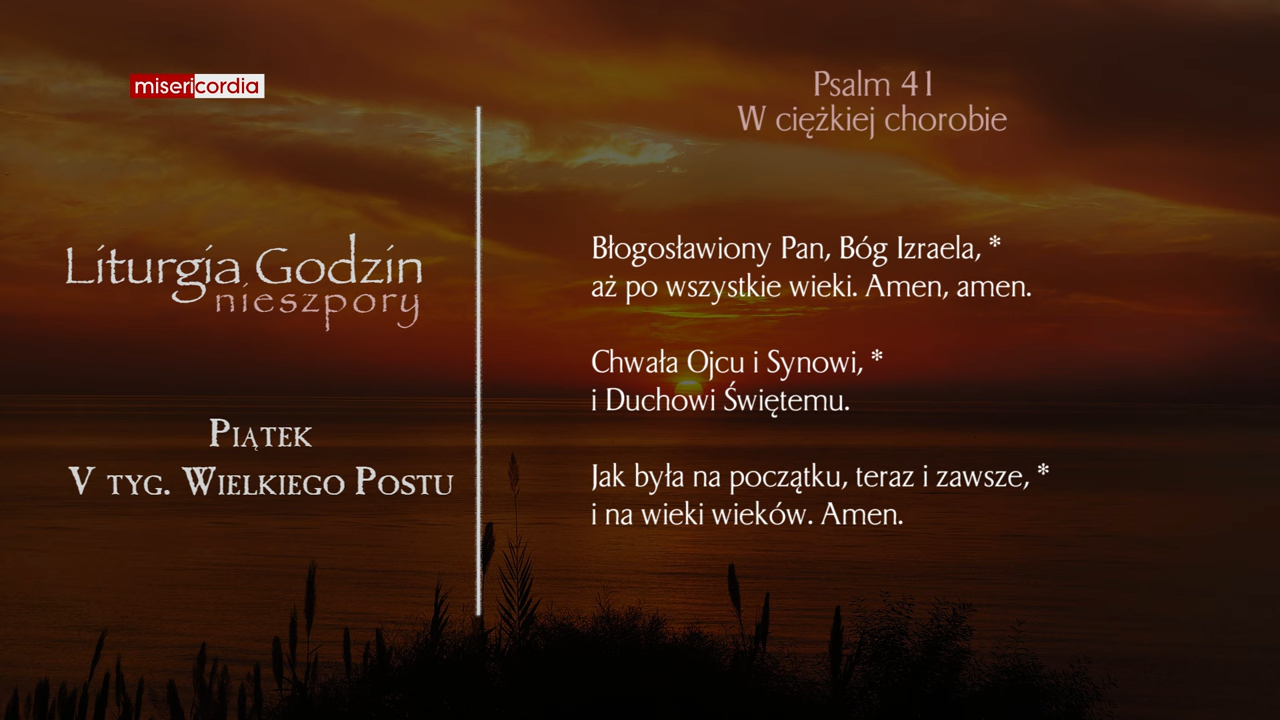 misericordia
Liturgia Godzin
nieszpory
Piątek
V tyg. Wielkiego Postu
Psalm 41
W ciężkiej chorobie
Błogosławiony Pan, Bóg Izraela, *
aż po wszystkie wieki. Amen, amen.
Chwała Ojcu i Synowi, *
i Duchowi Świętemu.
Jak była na początku, teraz i zawsze, *
i na wieki wieków. Amen.